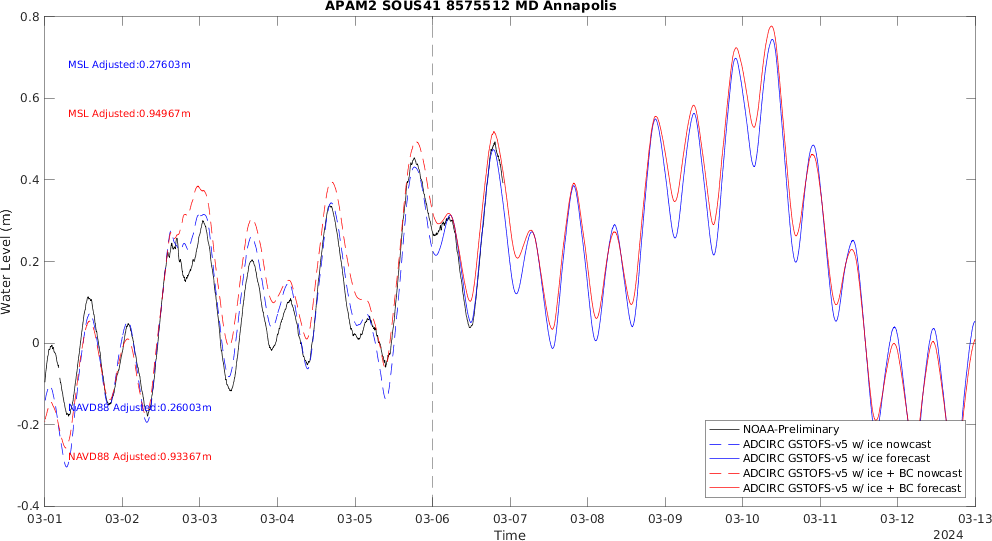 APAM2 SOUS41 8575512 MD Annapolis
0.8
0.6
0.4
0.2
0
-0.2
-0.4
Water Level (m)
MSL Adjusted:0.27603m
MSL Adjusted:0.94967m
NAVD88 Adjusted:0.26003m
NAVD88 Adjusted:0.93367m
NOAA-Preliminary
ADCIRC GSTOFS-v5 w/ ice nowcast
ADCIRC GSTOFS-v5 w/ ice forecast
ADCIRC GSTOFS-v5 w/ ice + BC nowcast
ADCIRC GSTOFS-v5 w/ ice + BC forecast
03-01 03-02 03-03 03-04 03-05 03-06 03-07 03-08 03-09 03-10 03-11 03-12 03-13
Time
2024